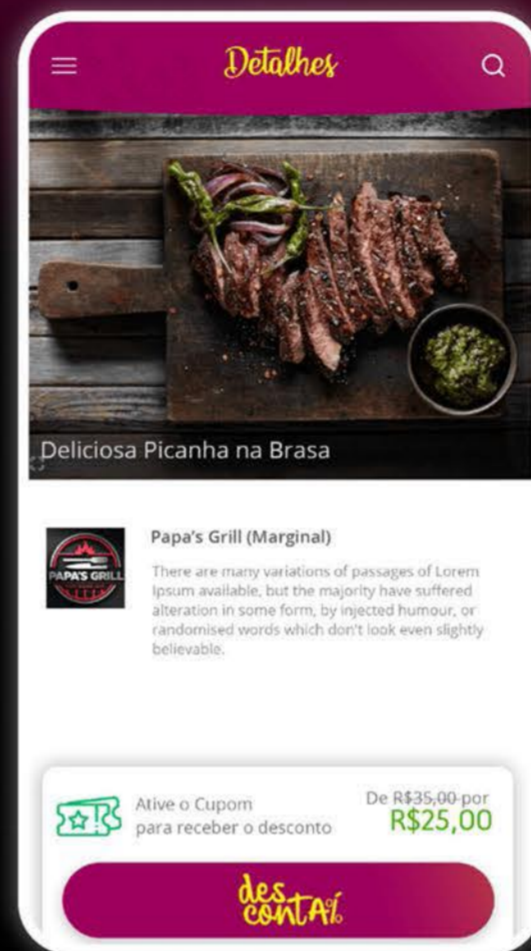 Detalhes
Deliciosa Picanha na Brasa
PAPA'S GRILL
Papa's Grill (Marginal)
There are many variations of passages of Lorem
Ipsum available, but the majority have suffered
alteration in some form, by injected humour, or
randomised words which don't look even slightly
believable.
Ative o Cupom
para receber o desconto
De R$35,00 por
R$25,00
des
contAí